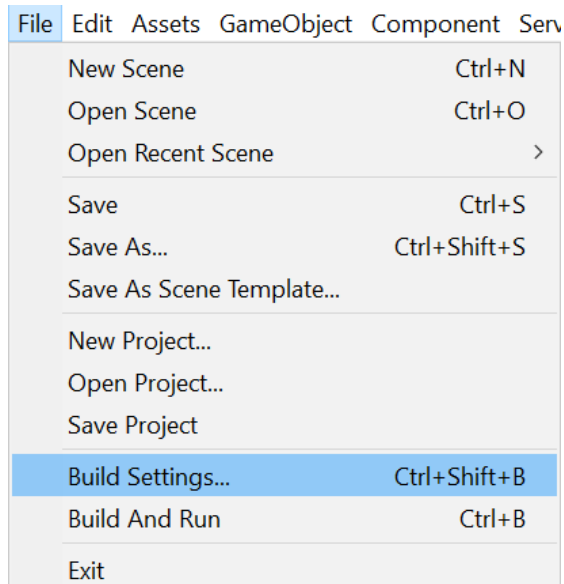 File Edit Assets GameObject Component Serv
New Scene Ctrl+N
Open Scene Ctrl+O
Open Recent Scene >
Save Ctrl+S
Save As... Ctrl+Shift+S
Save As Scene Template...
New Project...
Open Project...
Save Project
Build Settings... Ctrl+Shift+B
Build And Run Ctrl+B
Exit